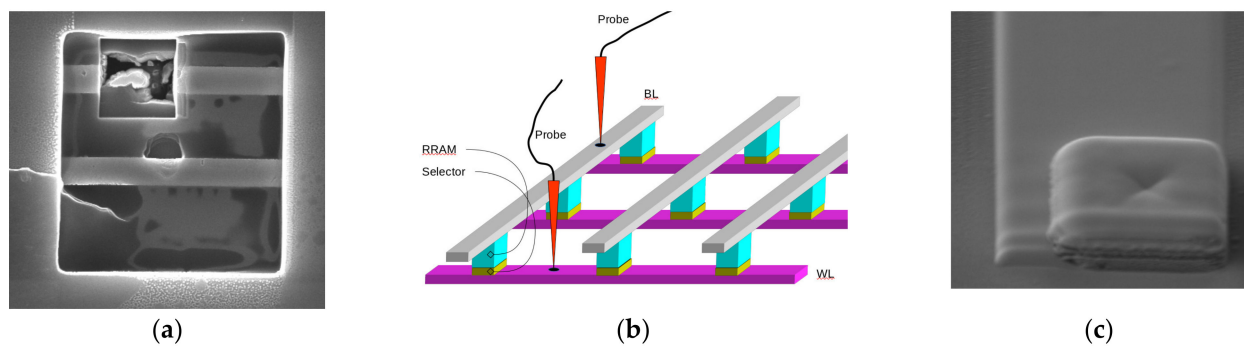 Probe
BL
Probe
RRAM
Selector
WL
(a)
(b)
(c)